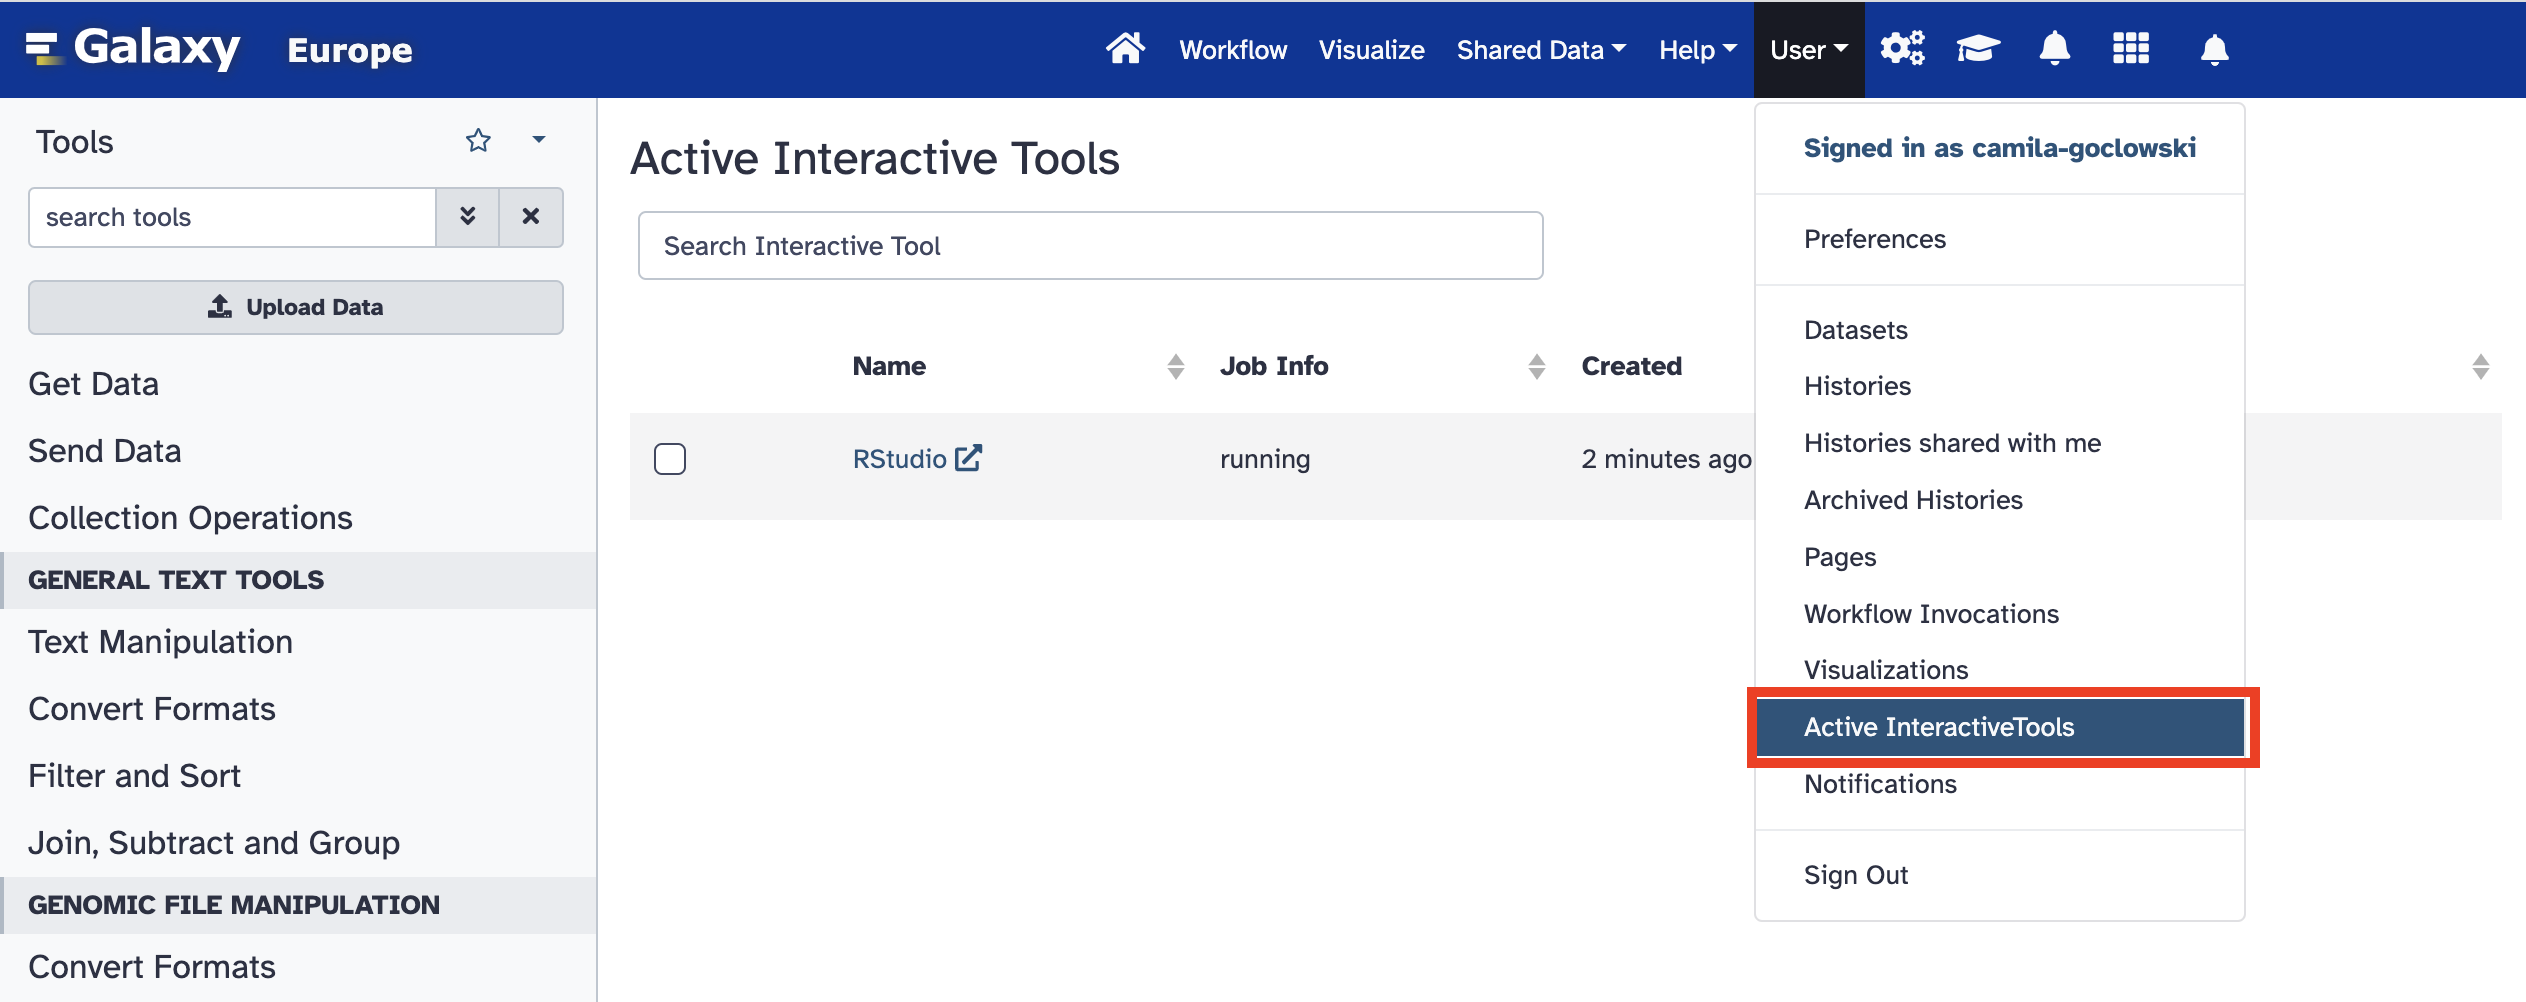 Galaxy Europe
Workflow Visualize Shared Data Help User
Tools
search tools
Upload Data
Get Data
Send Data
Collection Operations
GENERAL TEXT TOOLS
Text Manipulation
Convert Formats
Filter and Sort
Join, Subtract and Group
GENOMIC FILE MANIPULATION
Convert Formats
Active Interactive Tools
Search Interactive Tool
Name Job Info Created
RStudio running 2 minutes ago
Signed in as camila-goclowski
Preferences
Datasets
Histories
Histories shared with me
Archived Histories
Pages
Workflow Invocations
Visualizations
Active InteractiveTools
Notifications
Sign Out